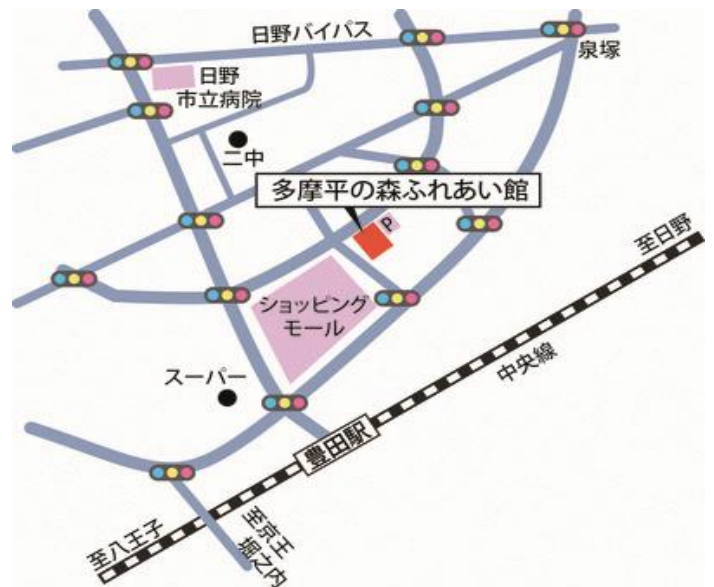 日野バイパス
泉塚
日野
市立病院
二中
多摩平の森ふれあい館
P
至日野
ショッピング
モール
中央線
スーパー
豊田駅
至八王子
至京王
堀之内